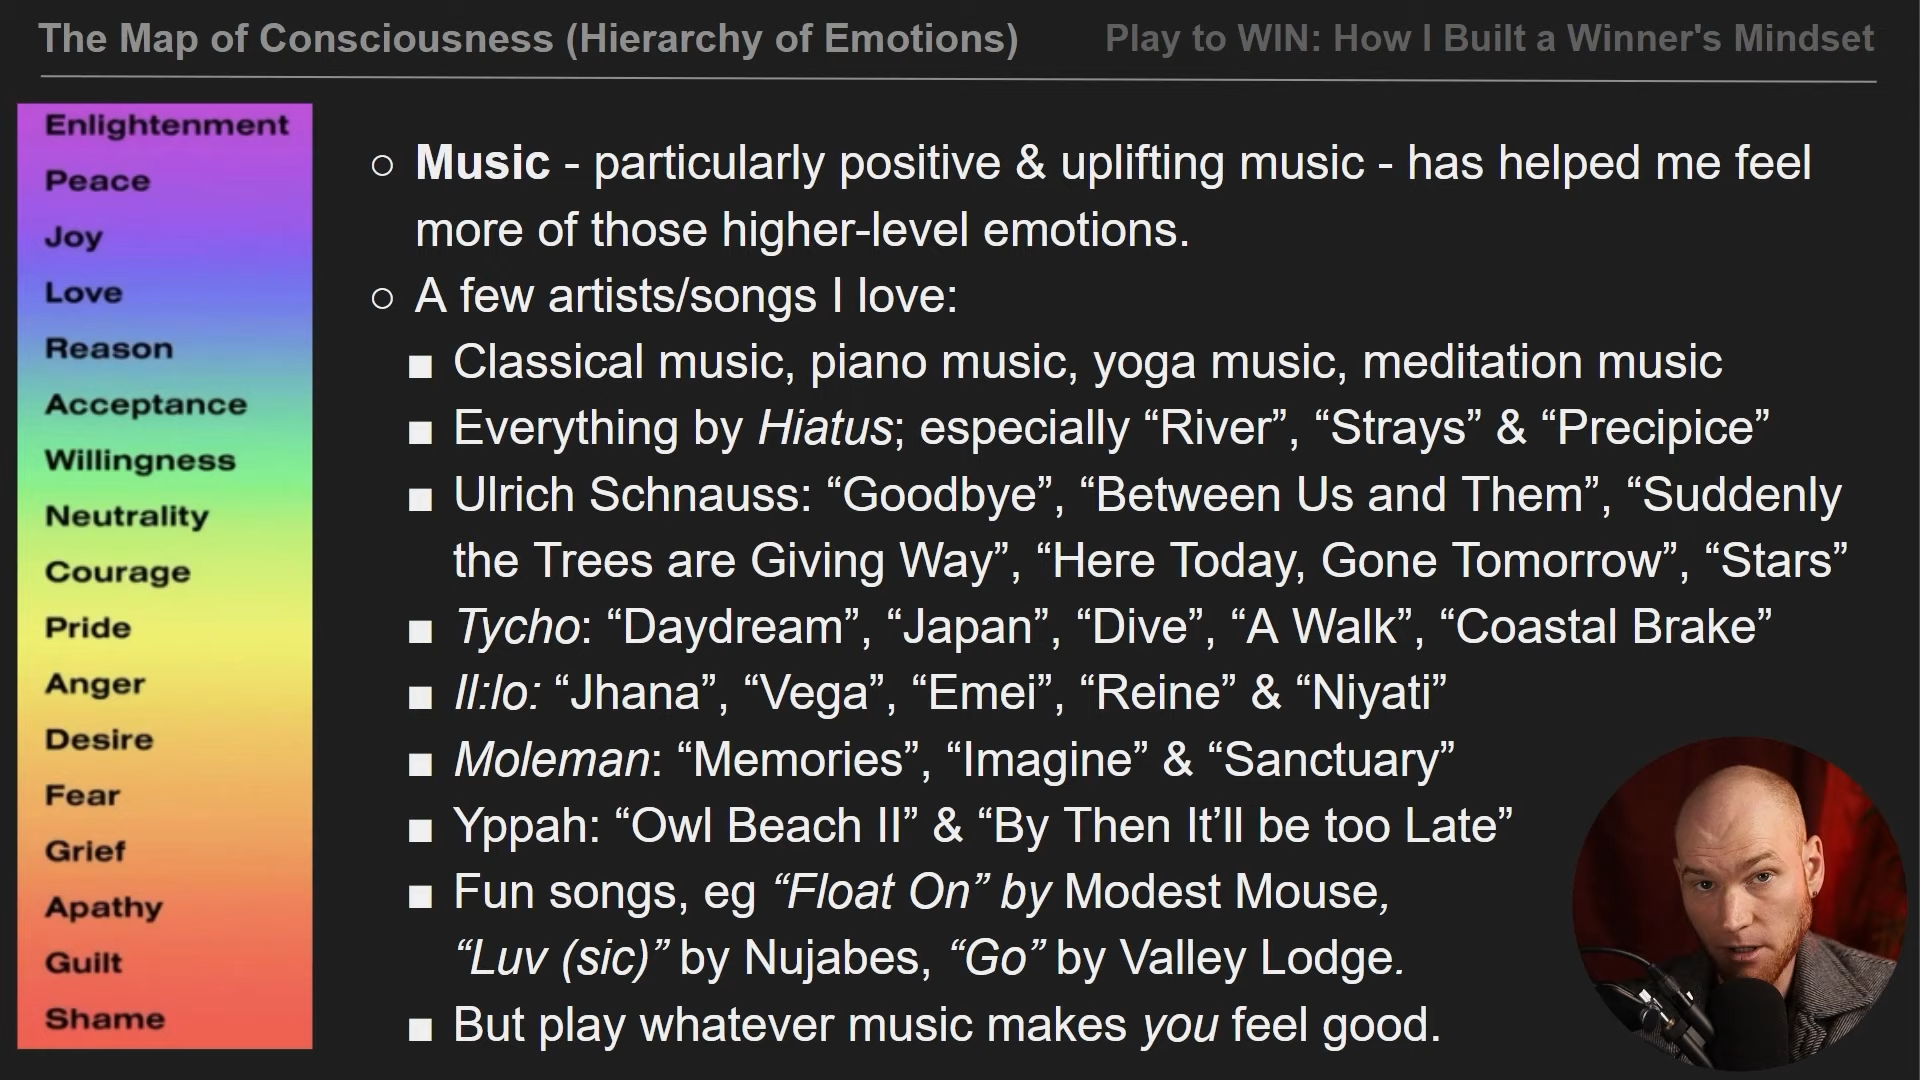 The Map of Consciousness (Hierarchy of Emotions)
Play to WIN: How I Built a Winner's Mindset
Enlightenment
Peace
Joy
Love
Reason
Acceptance
Willingness
Neutrality
Courage
Pride
Anger
Desire
Fear
Grief
Apathy
Guilt
Shame
○ Music - particularly positive & uplifting music - has helped me feel
more of those higher-level emotions.
○ A few artists/songs I love:
■ Classical music, piano music, yoga music, meditation music
■ Everything by Hiatus; especially “River”, “Strays” & “Precipice”
■ Ulrich Schnauss: “Goodbye”, “Between Us and Them”, “Suddenly
the Trees are Giving Way”, “Here Today, Gone Tomorrow”, “Stars”
■ Tycho: “Daydream”, “Japan”, “Dive”, “A Walk”, “Coastal Brake”
■ Il:lo: “Jhana”, “Vega”, “Emei”, “Reine” & “Niyati”
■ Moleman: “Memories”, “Imagine” & “Sanctuary”
■ Yppah: “Owl Beach II” & “By Then It’ll be too Late”
■ Fun songs, eg “Float On” by Modest Mouse,
“Luv (sic)” by Nujabes, “Go” by Valley Lodge.
■ But play whatever music makes you feel good.